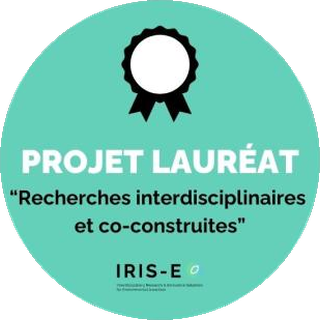 PROJET LAURÉAT
“Recherches interdisciplinaires
et co-construites”
IRIS-E